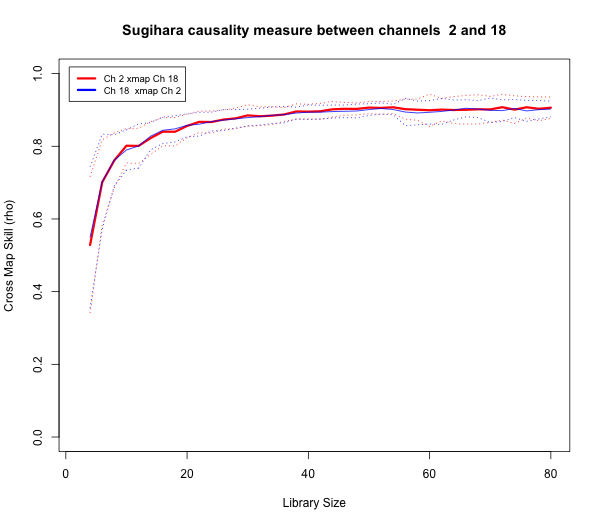 Sugihara causality measure between channels  2 and 18
Ch 2 xmap Ch 18
Ch 18  xmap Ch 2
Cross Map Skill (rho)
1.0
0.8
0.6
0.4
0.2
0.0
0 20 40 60 80
Library Size